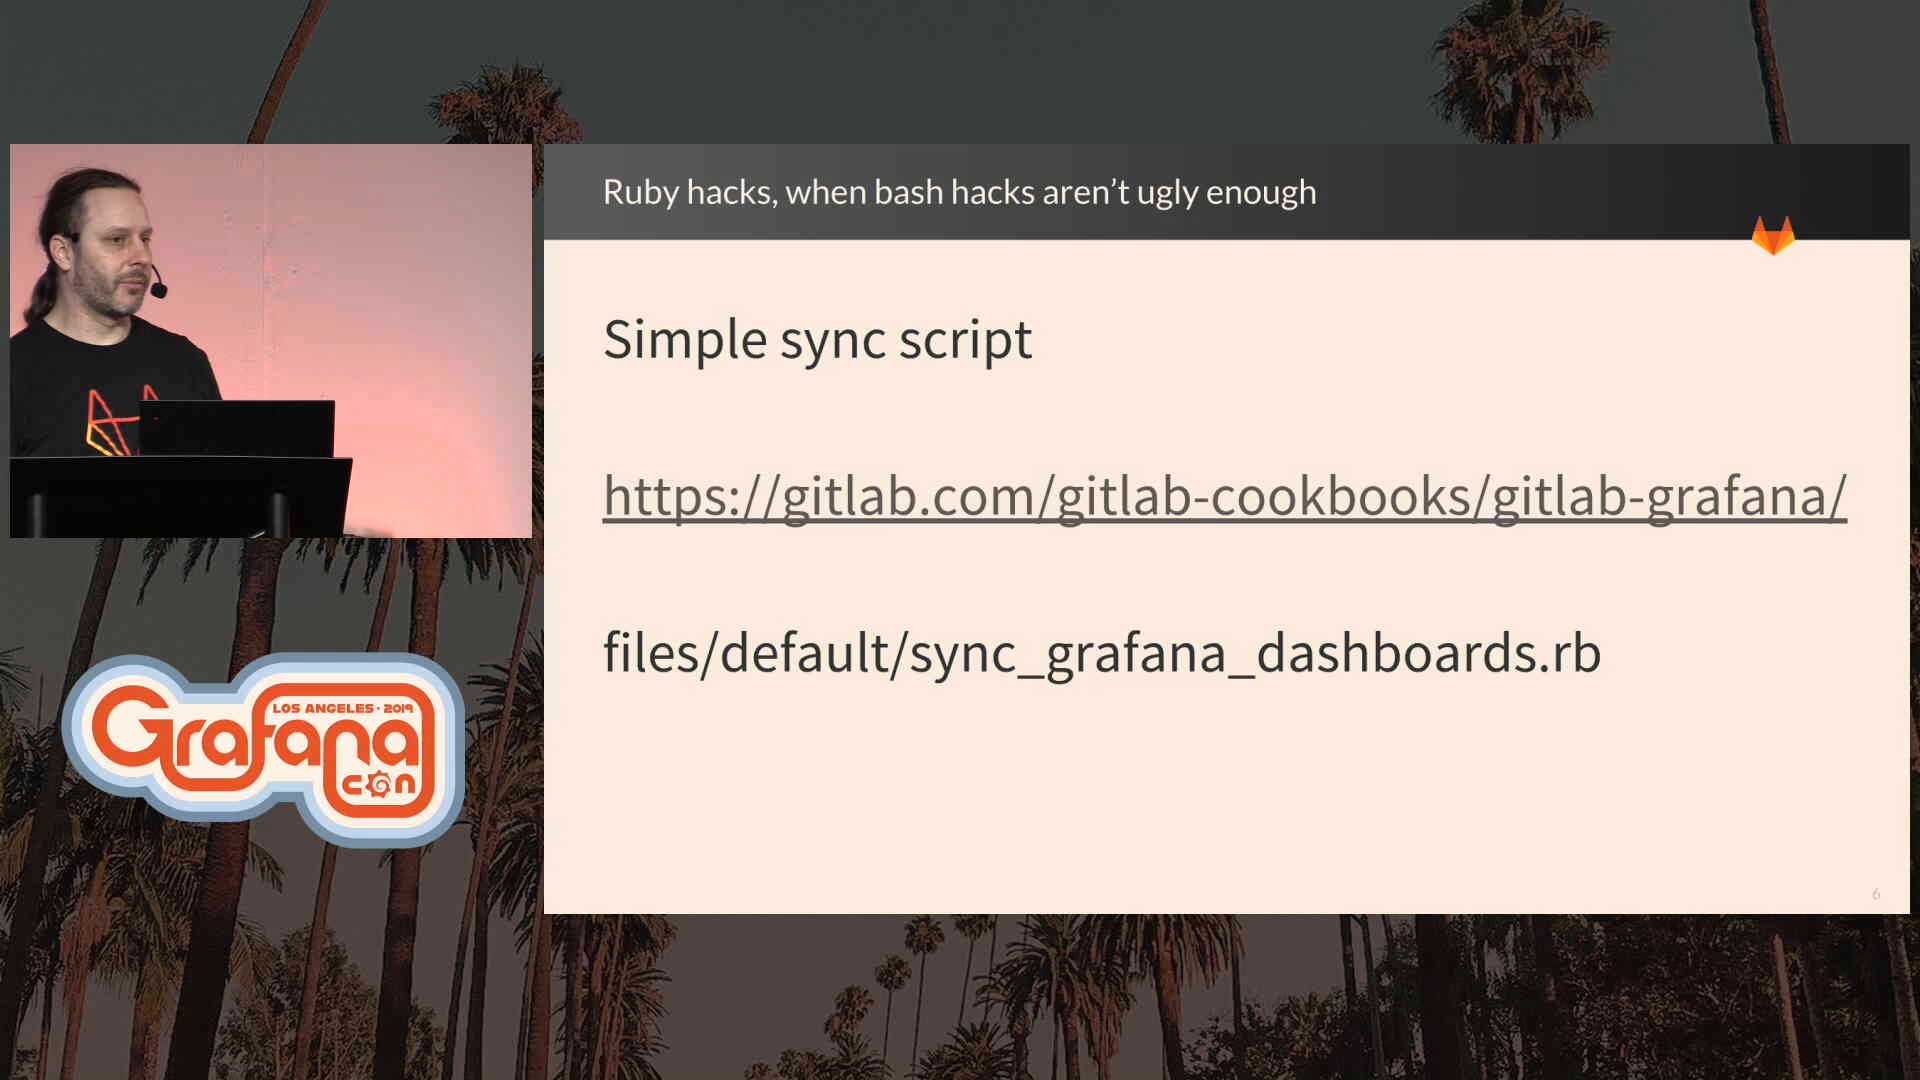 Ruby hacks, when bash hacks aren’t ugly enough
Simple sync script
https://gitlab.com/gitlab-cookbooks/gitlab-grafana/
files/default/sync_grafana_dashboards.rb
6
LOS ANGELES · 2019
Grafana
con